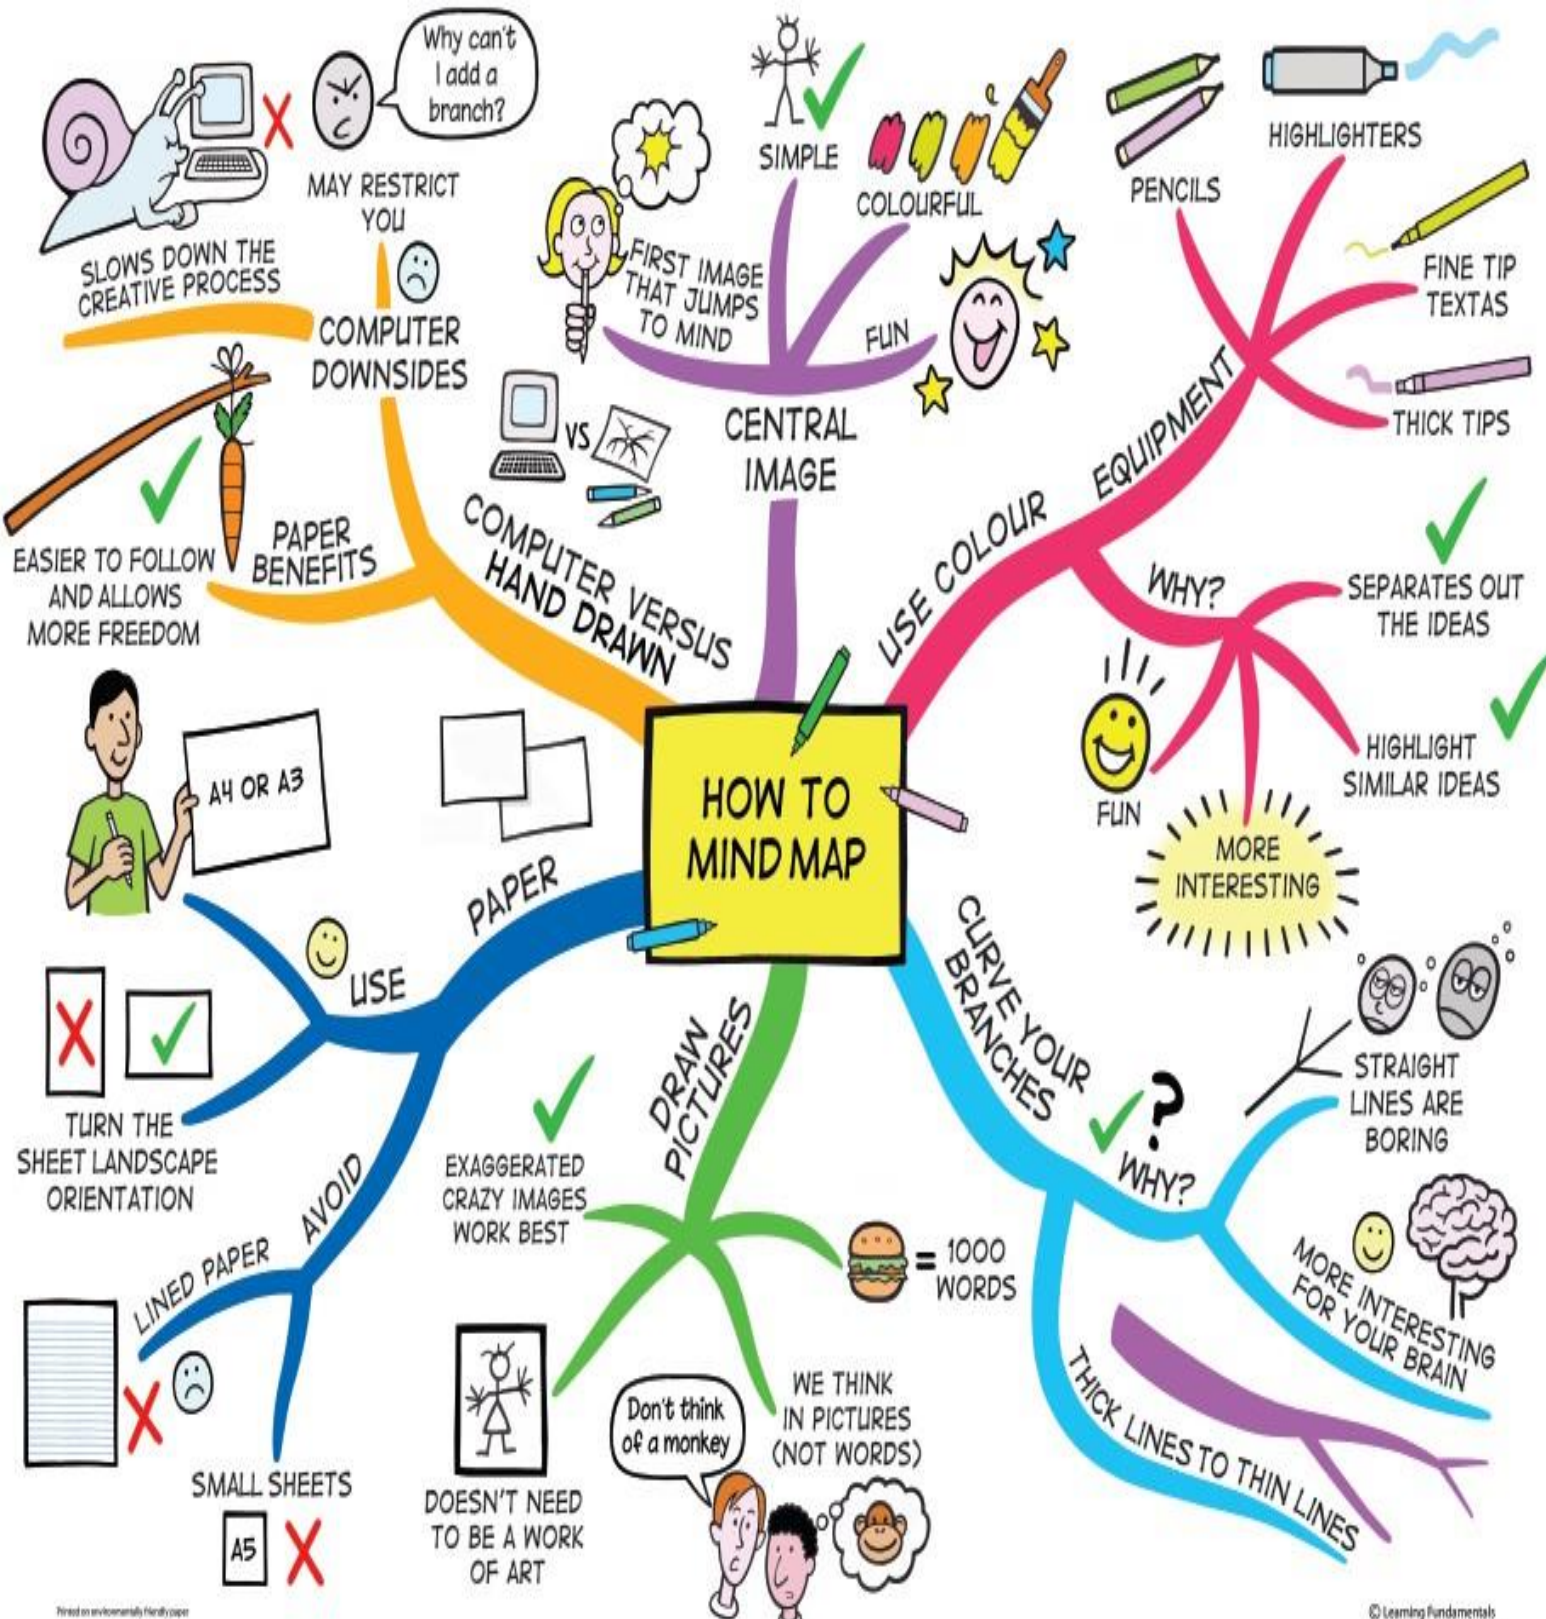 HOW TO
MIND MAP
CENTRAL
IMAGE
FIRST IMAGE
THAT JUMPS
TO MIND
SIMPLE
COLOURFUL
FUN
USE COLOUR
EQUIPMENT
PENCILS
HIGHLIGHTERS
FINE TIP
TEXTAS
THICK TIPS
WHY?
SEPARATES OUT
THE IDEAS
HIGHLIGHT
SIMILAR IDEAS
MORE
INTERESTING
FUN
CURVE YOUR
BRANCHES
?
WHY?
STRAIGHT
LINES ARE
BORING
MORE INTERESTING
FOR YOUR BRAIN
THICK LINES TO THIN LINES
DRAW
PICTURES
= 1000
WORDS
WE THINK
IN PICTURES
(NOT WORDS)
Don't think
of a monkey
DOESN'T NEED
TO BE A WORK
OF ART
EXAGGERATED
CRAZY IMAGES
WORK BEST
PAPER
USE
A4 OR A3
TURN THE
SHEET LANDSCAPE
ORIENTATION
AVOID
LINED PAPER
SMALL SHEETS
A5
COMPUTER VERSUS
HAND DRAWN
VS
PAPER
BENEFITS
EASIER TO FOLLOW
AND ALLOWS
MORE FREEDOM
COMPUTER
DOWNSIDES
SLOWS DOWN THE
CREATIVE PROCESS
MAY RESTRICT
YOU
Why can't
I add a
branch?
Printed on environmentally friendly paper
© Learning Fundamentals